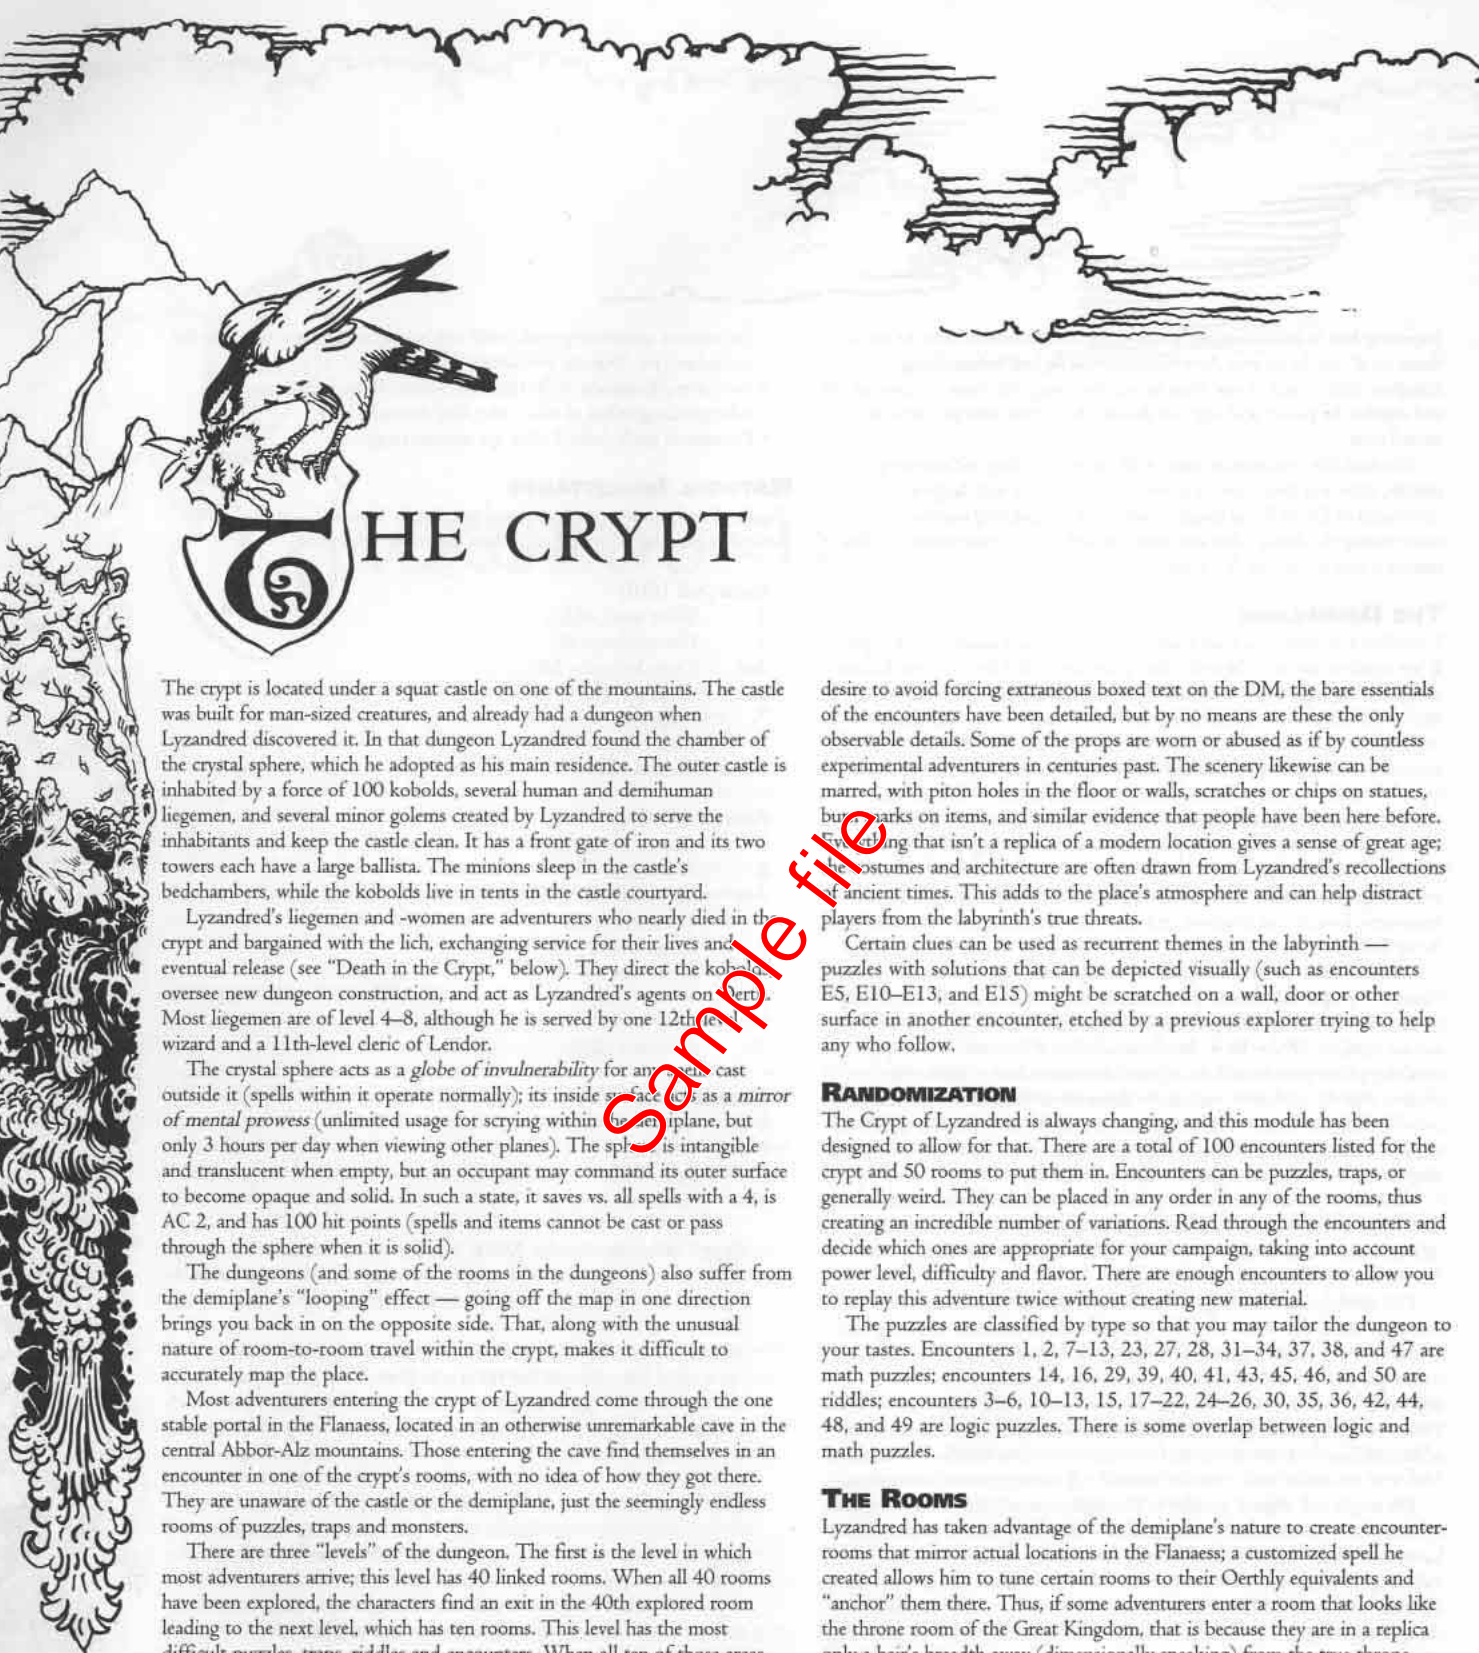 THE CRYPT
The crypt is located under a squat castle on one of the mountains. The castle
was built for man-sized creatures, and already had a dungeon when
Lyzandred discovered it. In that dungeon Lyzandred found the chamber of
the crystal sphere, which he adopted as his main residence. The outer castle is
inhabited by a force of 100 kobolds, several human and demihuman
liegemen, and several minor golems created by Lyzandred to serve the
inhabitants and keep the castle clean. It has a front gate of iron and its two
towers each have a large ballista. The minions sleep in the castle's
bedchambers, while the kobolds live in tents in the castle courtyard.
Lyzandred's liegemen and -women are adventurers who nearly died in the
crypt and bargained with the lich, exchanging service for their lives and
eventual release (see "Death in the Crypt," below). They direct the kobolds,
oversee new dungeon construction, and act as Lyzandred's agents on Oerth.
Most liegemen are of level 4–8, although he is served by one 12th-level
wizard and a 11th-level cleric of Lendor.
The crystal sphere acts as a globe of invulnerability for any spells cast
outside it (spells within it operate normally); its inside surface acts as a mirror
of mental prowess (unlimited usage for scrying within the demiplane, but
only 3 hours per day when viewing other planes). The sphere is intangible
and translucent when empty, but an occupant may command its outer surface
to become opaque and solid. In such a state, it saves vs. all spells with a 4, is
AC 2, and has 100 hit points (spells and items cannot be cast or pass
through the sphere when it is solid).
The dungeons (and some of the rooms in the dungeons) also suffer from
the demiplane's "looping" effect — going off the map in one direction
brings you back in on the opposite side. That, along with the unusual
nature of room-to-room travel within the crypt, makes it difficult to
accurately map the place.
Most adventurers entering the crypt of Lyzandred come through the one
stable portal in the Flanaess, located in an otherwise unremarkable cave in the
central Abbor-Alz mountains. Those entering the cave find themselves in an
encounter in one of the crypt's rooms, with no idea of how they got there.
They are unaware of the castle or the demiplane, just the seemingly endless
rooms of puzzles, traps and monsters.
There are three "levels" of the dungeon. The first is the level in which
most adventurers arrive; this level has 40 linked rooms. When all 40 rooms
have been explored, the characters find an exit in the 40th explored room
leading to the next level, which has ten rooms. This level has the most
difficult puzzles, traps, riddles and encounters. When all ten of these areas
desire to avoid forcing extraneous boxed text on the DM, the bare essentials
of the encounters have been detailed, but by no means are these the only
observable details. Some of the props are worn or abused as if by countless
experimental adventurers in centuries past. The scenery likewise can be
marred, with piton holes in the floor or walls, scratches or chips on statues,
burn marks on items, and similar evidence that people have been here before.
Everything that isn't a replica of a modern location gives a sense of great age;
the costumes and architecture are often drawn from Lyzandred's recollections
of ancient times. This adds to the place's atmosphere and can help distract
players from the labyrinth's true threats.
Certain clues can be used as recurrent themes in the labyrinth —
puzzles with solutions that can be depicted visually (such as encounters
E5, E10–E13, and E15) might be scratched on a wall, door or other
surface in another encounter, etched by a previous explorer trying to help
any who follow.
RANDOMIZATION
The Crypt of Lyzandred is always changing, and this module has been
designed to allow for that. There are a total of 100 encounters listed for the
crypt and 50 rooms to put them in. Encounters can be puzzles, traps, or
generally weird. They can be placed in any order in any of the rooms, thus
creating an incredible number of variations. Read through the encounters and
decide which ones are appropriate for your campaign, taking into account
power level, difficulty and flavor. There are enough encounters to allow you
to replay this adventure twice without creating new material.
The puzzles are classified by type so that you may tailor the dungeon to
your tastes. Encounters 1, 2, 7–13, 23, 27, 28, 31–34, 37, 38, and 47 are
math puzzles; encounters 14, 16, 29, 39, 40, 41, 43, 45, 46, and 50 are
riddles; encounters 3–6, 10–13, 15, 17–22, 24–26, 30, 35, 36, 42, 44,
48, and 49 are logic puzzles. There is some overlap between logic and
math puzzles.
THE ROOMS
Lyzandred has taken advantage of the demiplane's nature to create encounter-
rooms that mirror actual locations in the Flanaess; a customized spell he
created allows him to tune certain rooms to their Oerthly equivalents and
"anchor" them there. Thus, if some adventurers enter a room that looks like
the throne room of the Great Kingdom, that is because they are in a replica
only a hair's breadth away (dimensionally speaking) from the true throne
Sample file